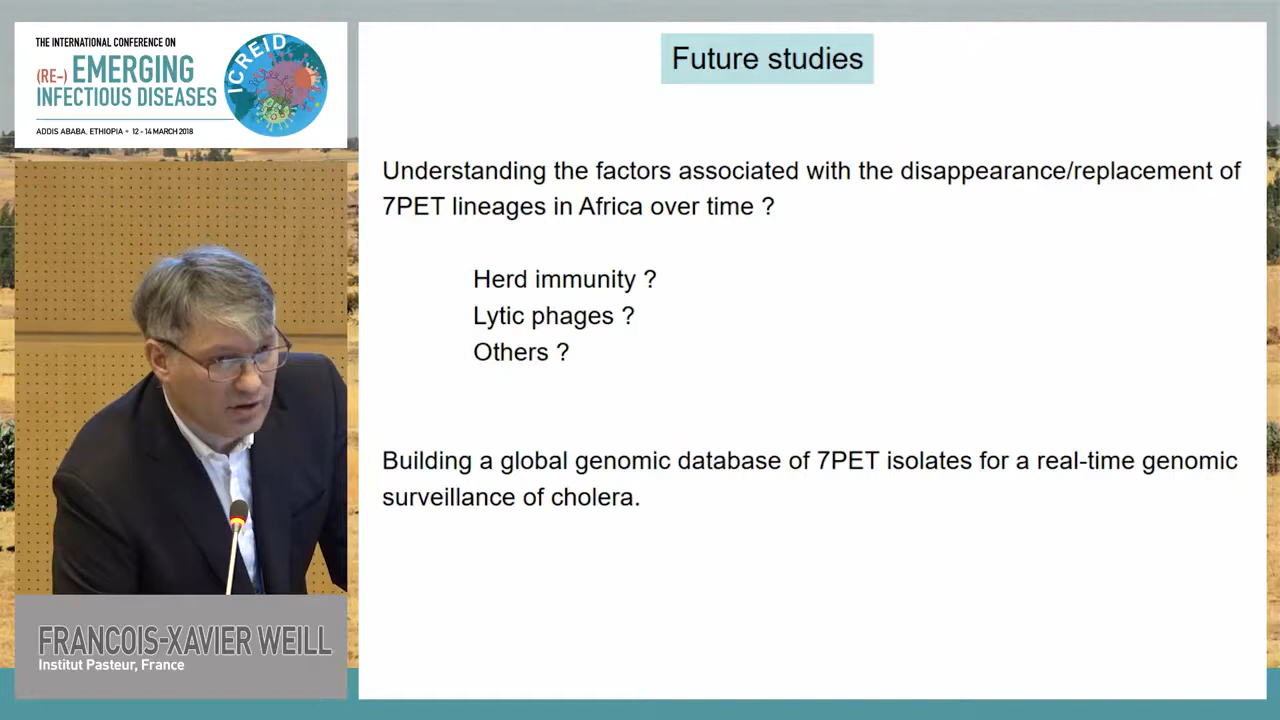 THE INTERNATIONAL CONFERENCE ON
(RE-) EMERGING
INFECTIOUS DISEASES
ADDIS ABABA, ETHIOPIA • 12 - 14 MARCH 2018
ICREID
Future studies
Understanding the factors associated with the disappearance/replacement of
7PET lineages in Africa over time ?
Herd immunity ?
Lytic phages ?
Others ?
Building a global genomic database of 7PET isolates for a real-time genomic
surveillance of cholera.
FRANCOIS-XAVIER WEILL
Institut Pasteur, France